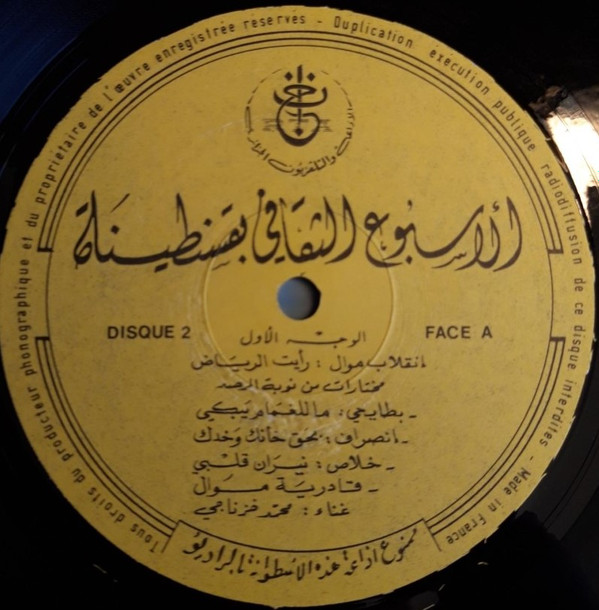 Tous droits du producteur phonographique et du propriétaire de l'œuvre enregistrée reserves - Duplication execution publique radiodiffusion de ce disque interdites - Made in France
الأسبوع الثقافي بقسنطينة
DISQUE 2
الوجه الأول
FACE A
انقلاب موال : رأيت الرياض
مختارات من نوبة الرصد
- بطايحي : ما للغمام يبكي
- انصراف : بحق خالك وخدك
- خلاص : نيران قلبي
- قادرية موال
غناء : محمد خزناجي
ممنوع اذاعة هذه الأسطوانة بالراديو